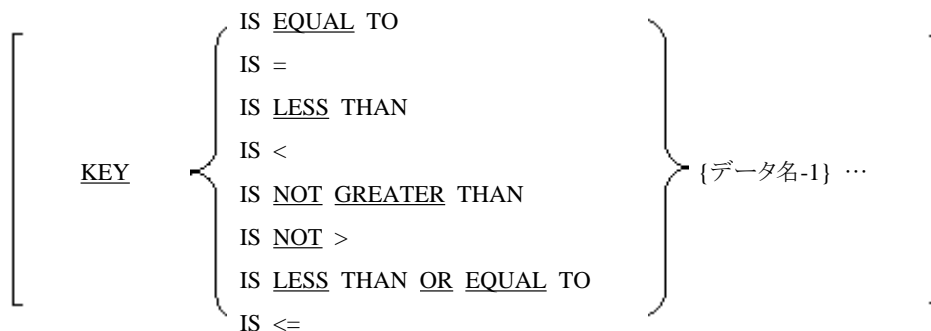 IS EQUAL TO
IS =
IS LESS THAN
IS <
KEY { } {データ名-1} …
IS NOT GREATER THAN
IS NOT >
IS LESS THAN OR EQUAL TO
IS <=